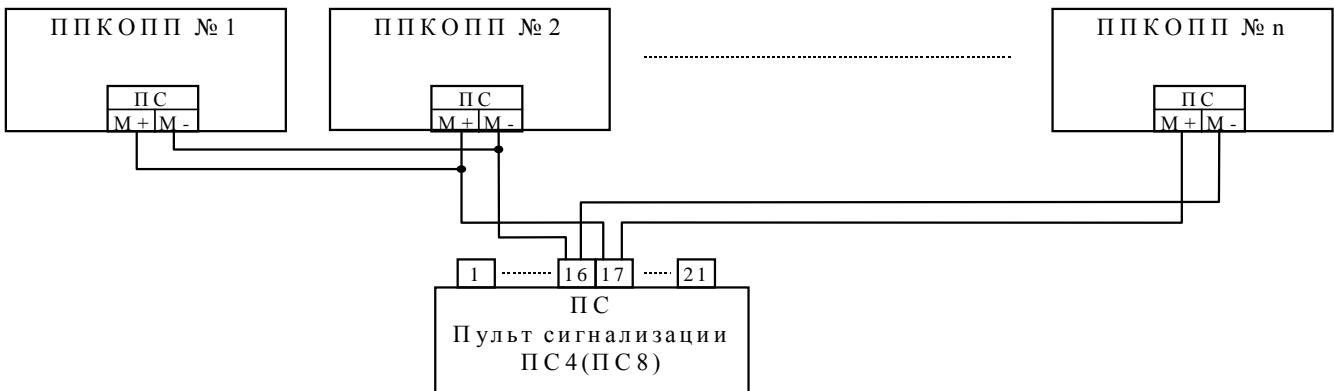 ППКОПП №1 ППКОПП №2 ППКОПП №n
ПС ПС ПС
М+ М- М+ М- М+ М-
1 16 17 21
ПС
Пульт сигнализации
ПС4(ПС8)